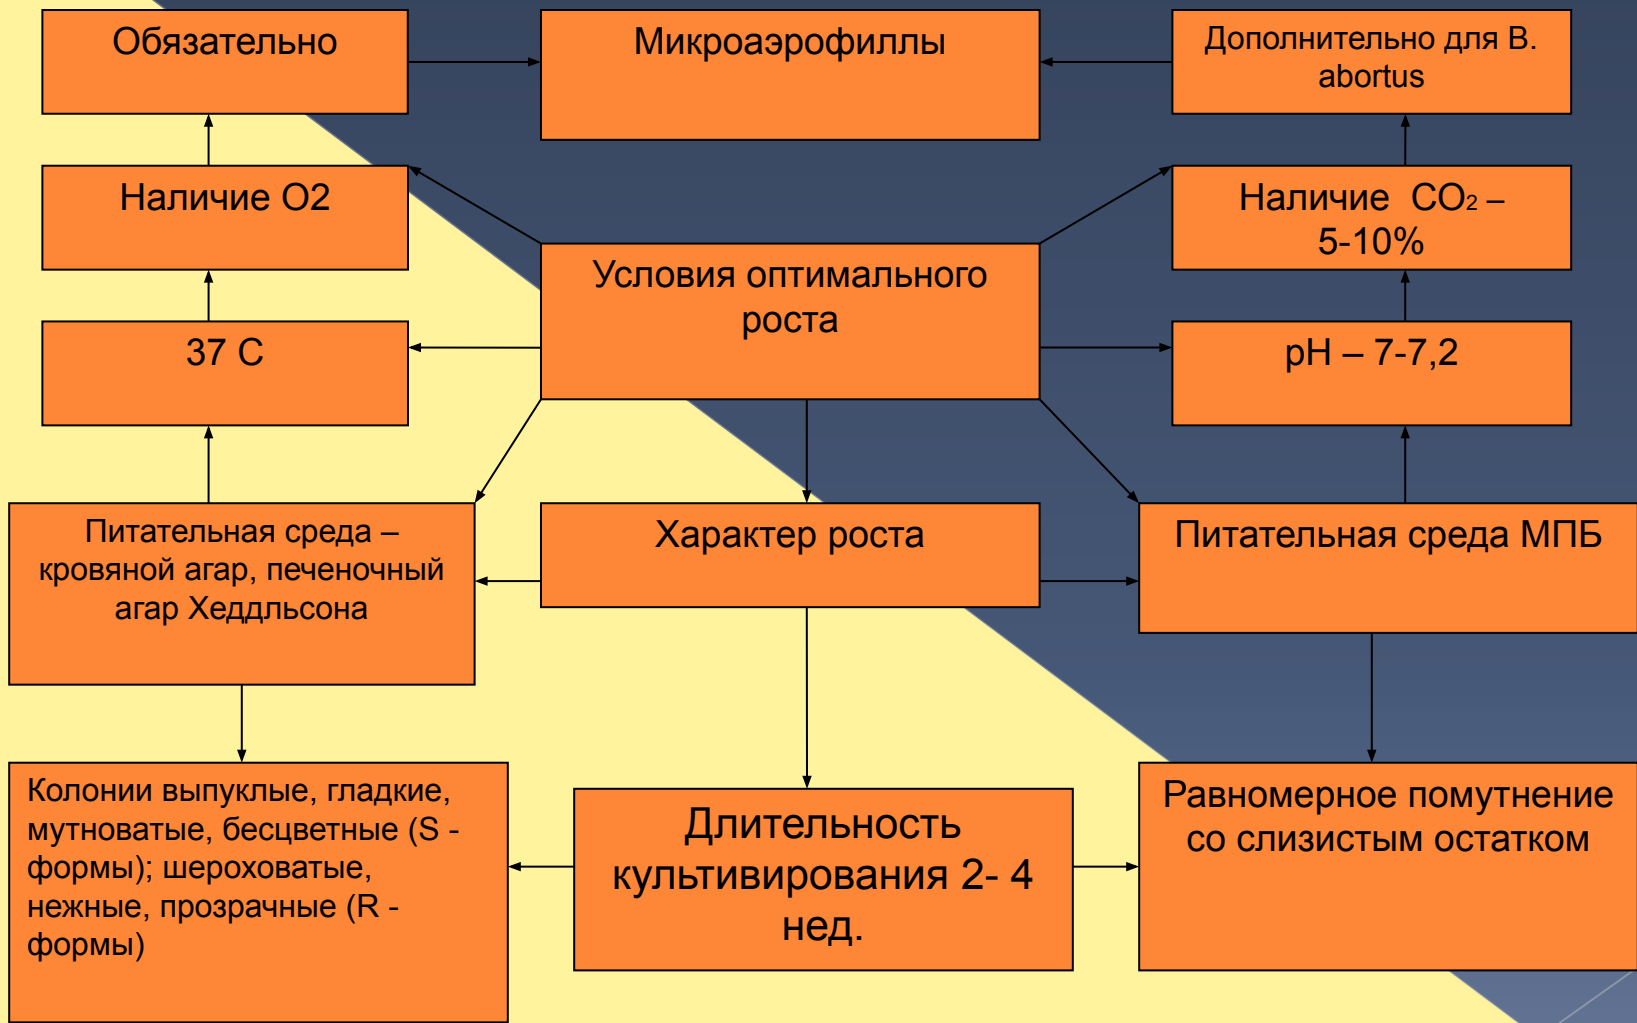 Обязательно
Микроаэрофиллы
Дополнительно для B.
abortus
Наличие O2
Наличие  CO₂ –
5-10%
Условия оптимального
роста
37 С
pH – 7-7,2
Питательная среда –
кровяной агар, печеночный
агар Хеддльсона
Характер роста
Питательная среда МПБ
Колонии выпуклые, гладкие,
мутноватые, бесцветные (S -
формы); шероховатые,
нежные, прозрачные (R -
формы)
Длительность
культивирования 2- 4
нед.
Равномерное помутнение
со слизистым остатком